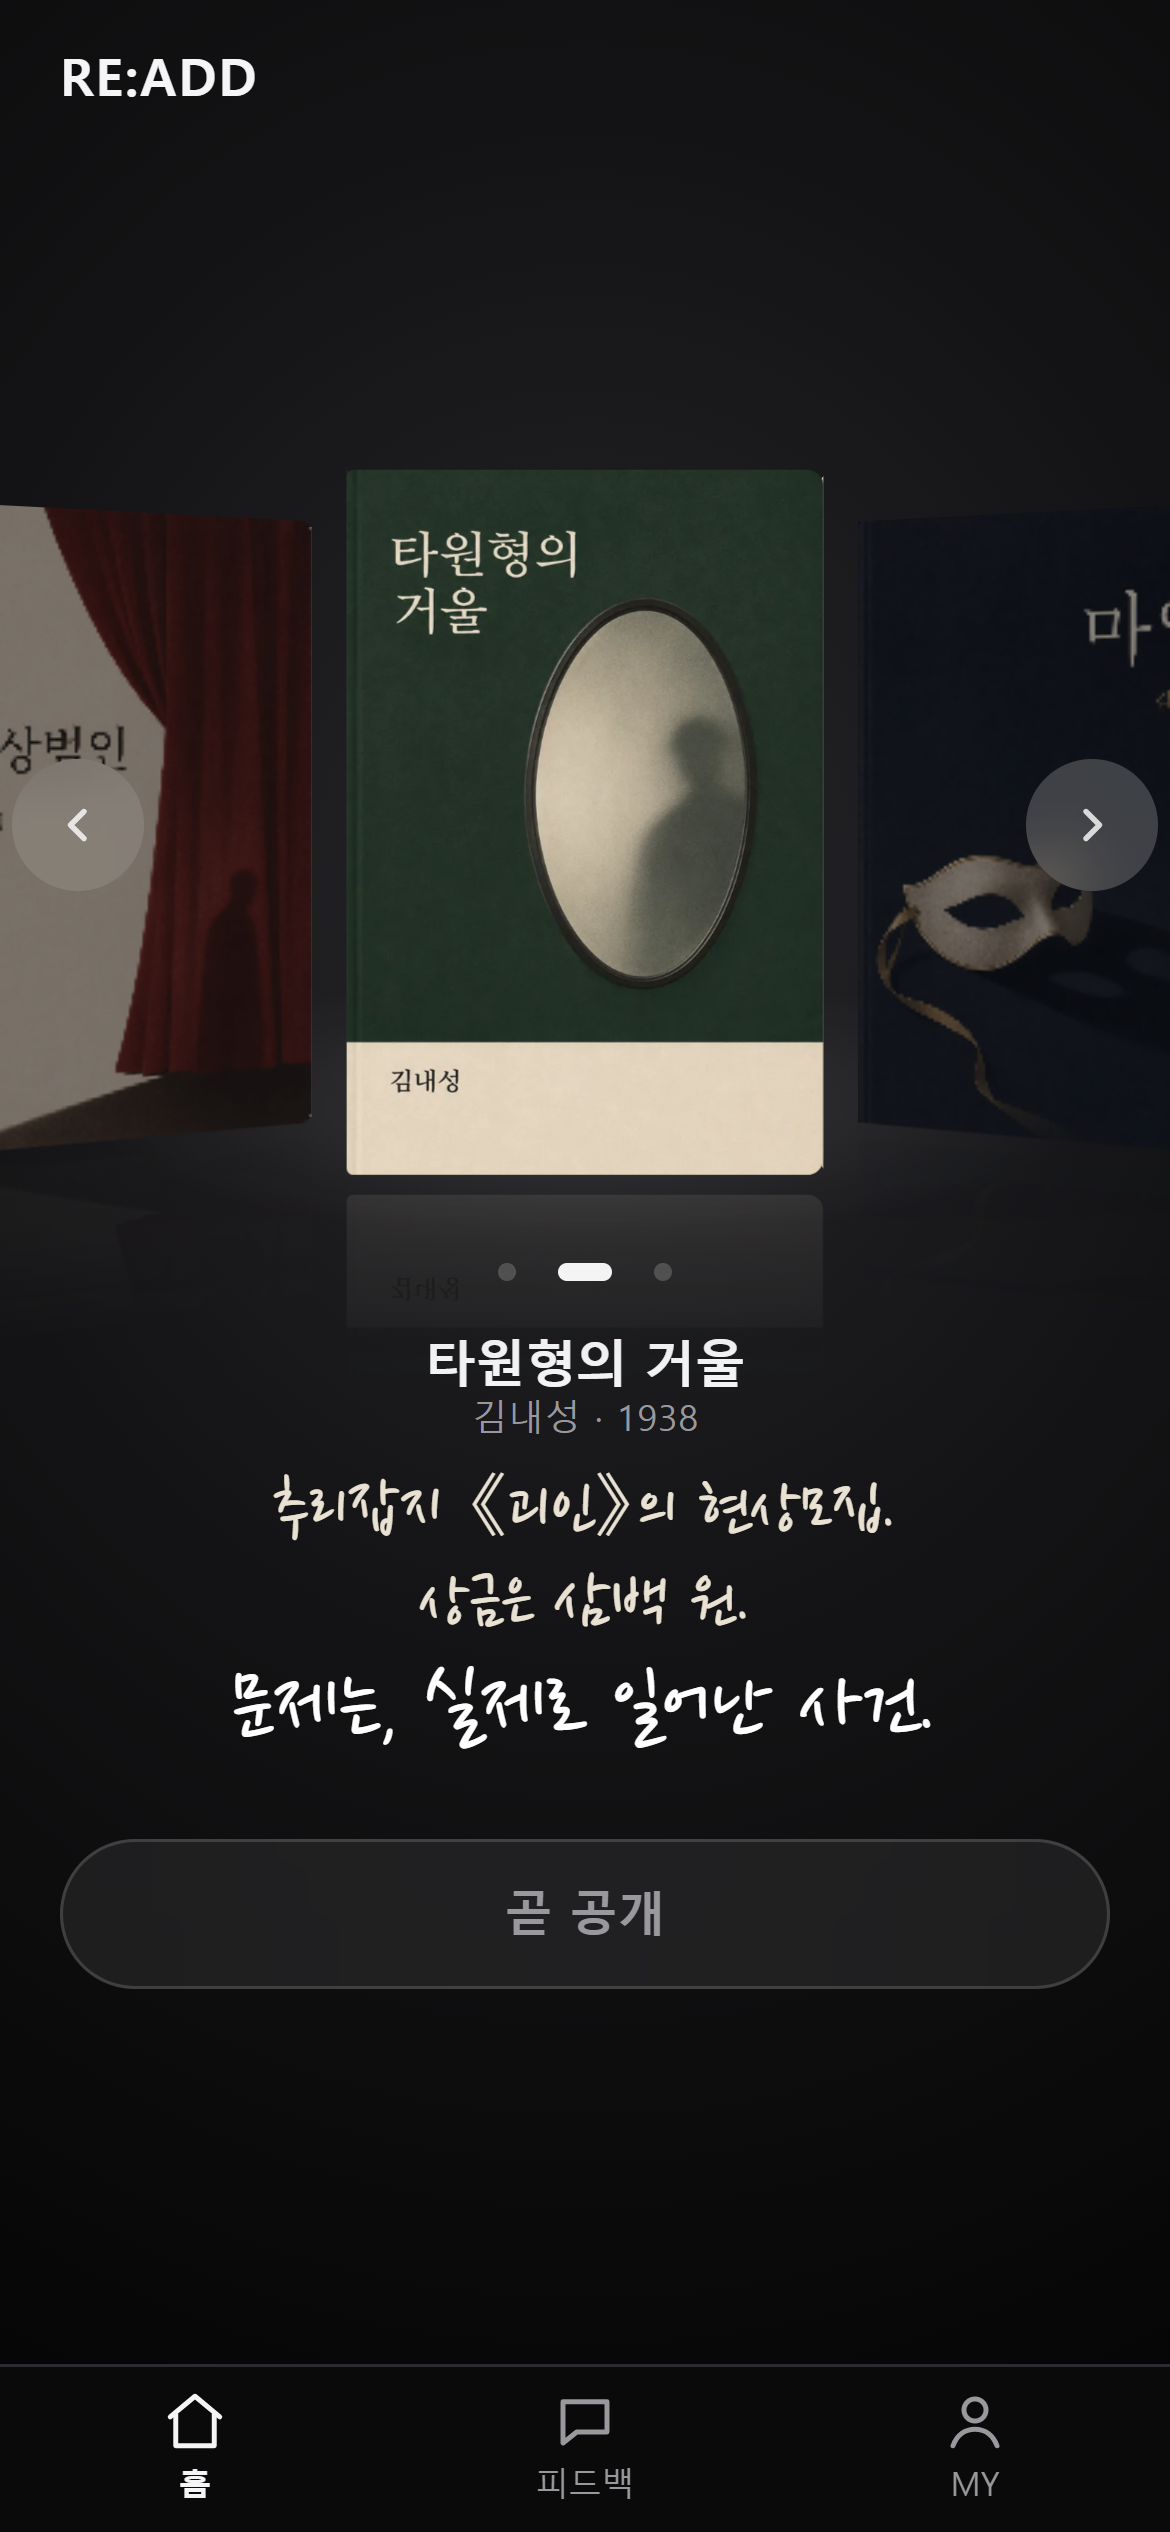 RE:ADD
타원형의
거울
상범인
김내성
타원형의 거울
김내성 · 1938
추리잡지 《괴인》의 현상모집.
상금은 삼백 원.
문제는, 실제로 일어난 사건.
곧 공개
홈
피드백
MY